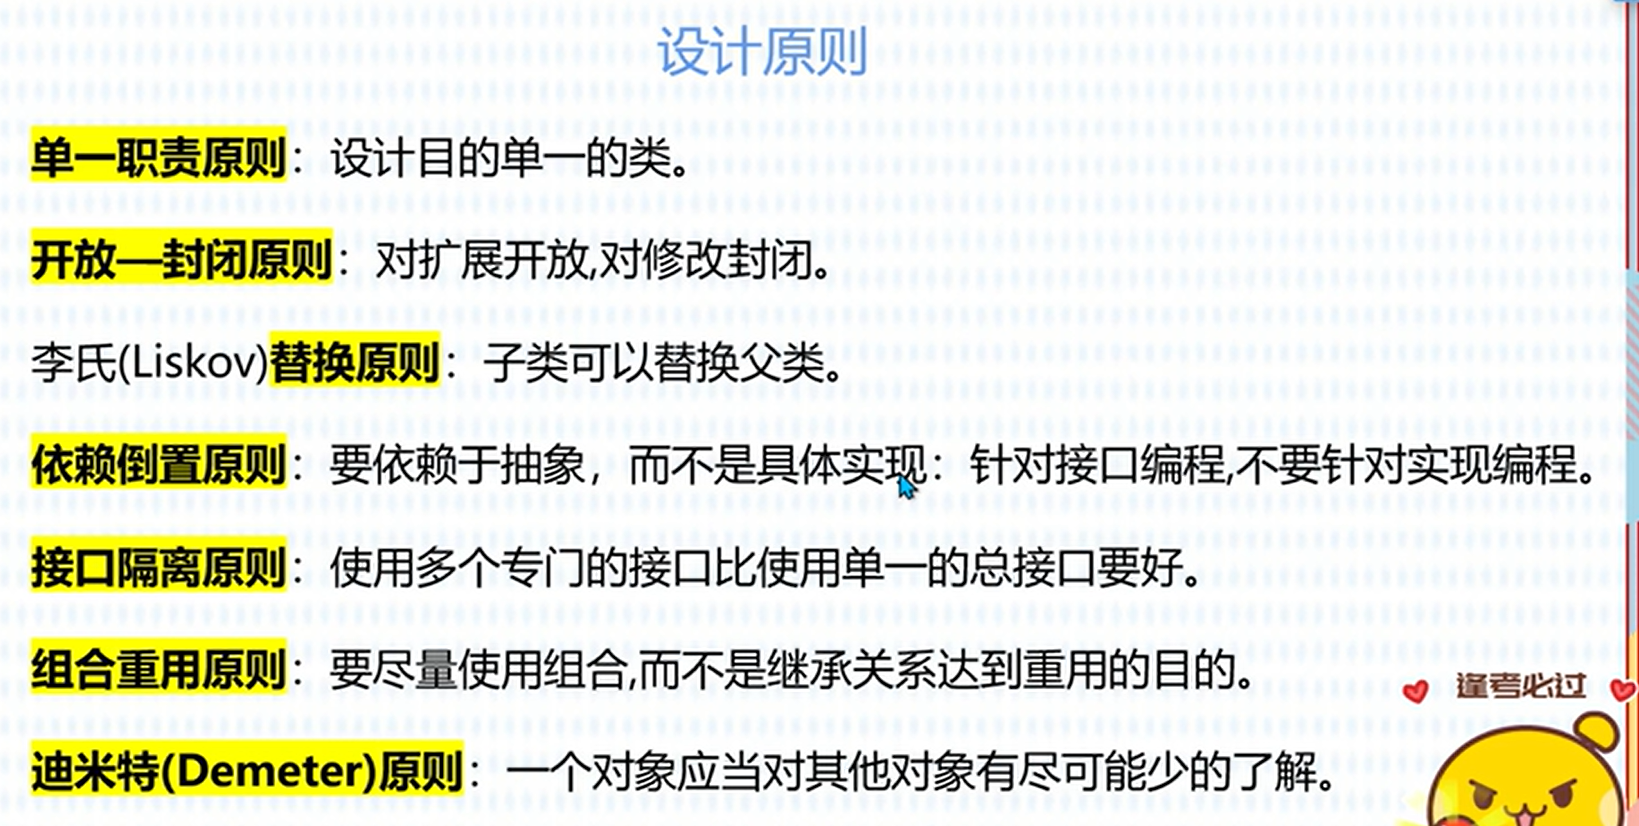 设计原则
单一职责原则：设计目的单一的类。
开放—封闭原则：对扩展开放,对修改封闭。
李氏(Liskov)替换原则：子类可以替换父类。
依赖倒置原则：要依赖于抽象，而不是具体实现：针对接口编程,不要针对实现编程。
接口隔离原则：使用多个专门的接口比使用单一的总接口要好。
组合重用原则：要尽量使用组合,而不是继承关系达到重用的目的。
逢考必过
迪米特(Demeter)原则：一个对象应当对其他对象有尽可能少的了解。